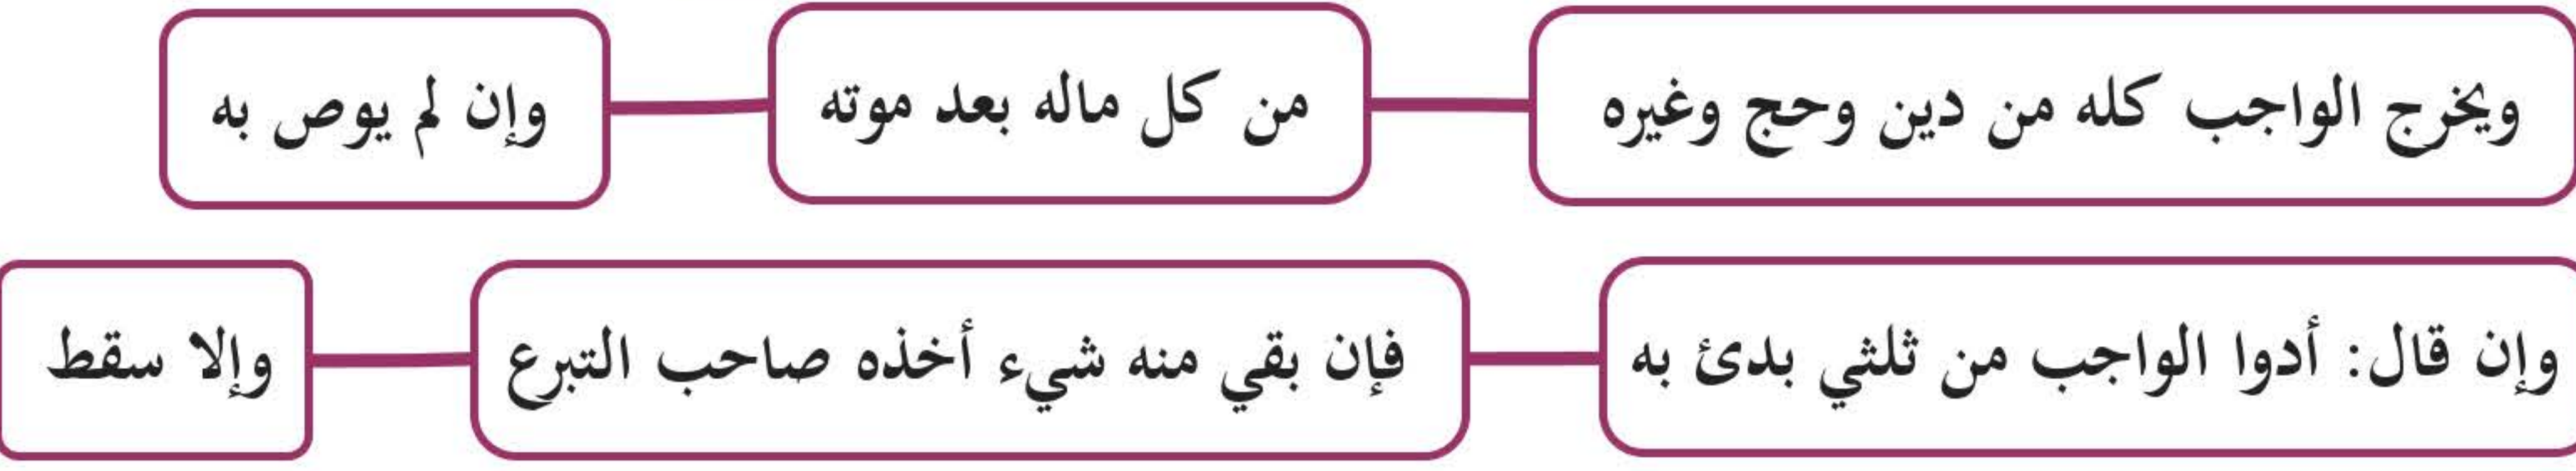 ويخرج الواجب كله من دين وحج وغيره
من كل ماله بعد موته
وإن لم يوص به
وإن قال: أدوا الواجب من ثلثي بدئ به
فإن بقي منه شيء أخذه صاحب التبرع
وإلا سقط